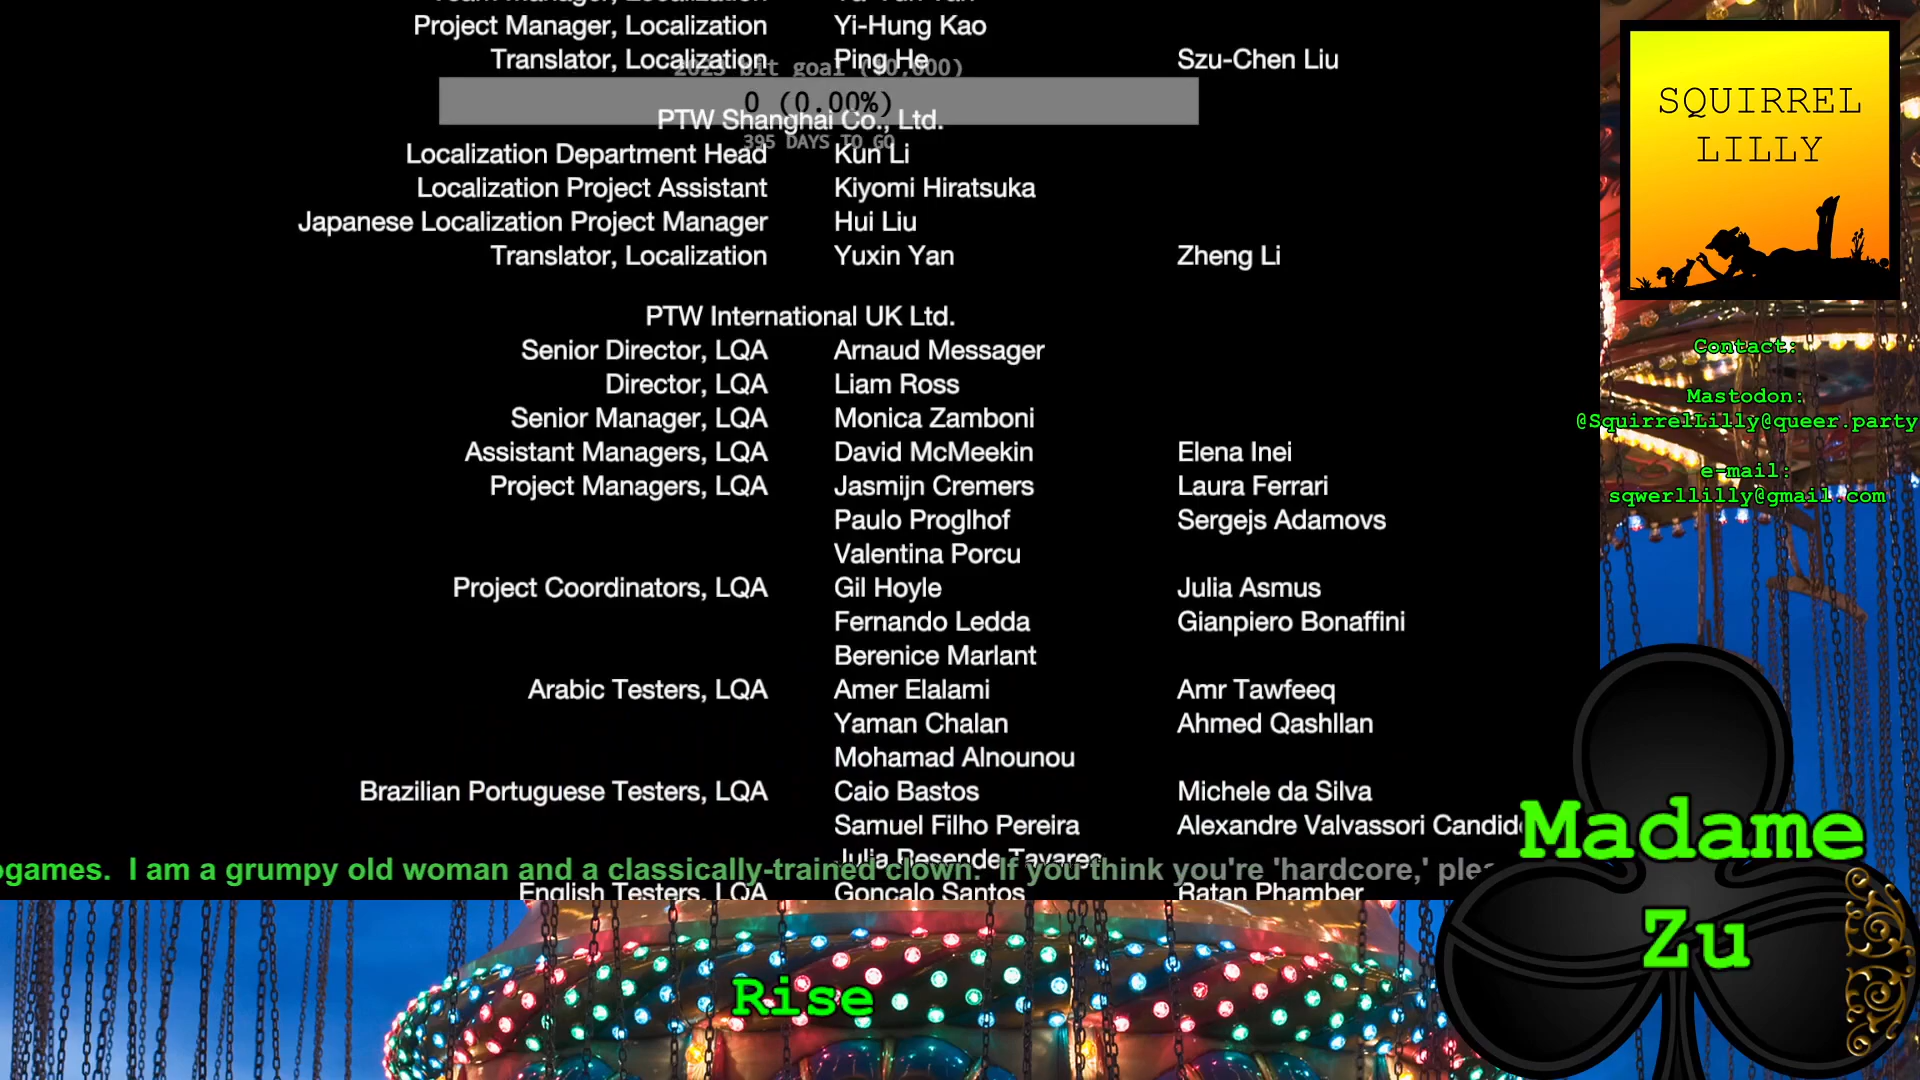 Project Manager, Localization Yi-Hung Kao
Translator, Localization Ping He Szu-Chen Liu
2023 bit goal
0 (0.00%)
PTW Shanghai Co., Ltd.
395 DAYS TO GO
Localization Department Head Kun Li
Localization Project Assistant Kiyomi Hiratsuka
Japanese Localization Project Manager Hui Liu
Translator, Localization Yuxin Yan Zheng Li
PTW International UK Ltd.
Senior Director, LQA Arnaud Messager
Director, LQA Liam Ross
Senior Manager, LQA Monica Zamboni
Assistant Managers, LQA David McMeekin Elena Inei
Project Managers, LQA Jasmijn Cremers Laura Ferrari
Paulo Proglhof Sergejs Adamovs
Valentina Porcu
Project Coordinators, LQA Gil Hoyle Julia Asmus
Fernando Ledda Gianpiero Bonaffini
Berenice Marlant
Arabic Testers, LQA Amer Elalami Amr Tawfeeq
Yaman Chalan Ahmed Qashllan
Mohamad Alnounou
Brazilian Portuguese Testers, LQA Caio Bastos Michele da Silva
Samuel Filho Pereira Alexandre Valvassori
Julia Resende Tavares
ogames. I am a grumpy old woman and a classically-trained clown. If you think you're 'hardcore,' plea
English Testers, LQA Goncalo Santos Ratan Phamber
SQUIRREL
LILLY
Contact:
Mastodon:
@SquirrelLilly@queer.party
e-mail:
sqwerllilly@gmail.com
Madame
Zu
Rise